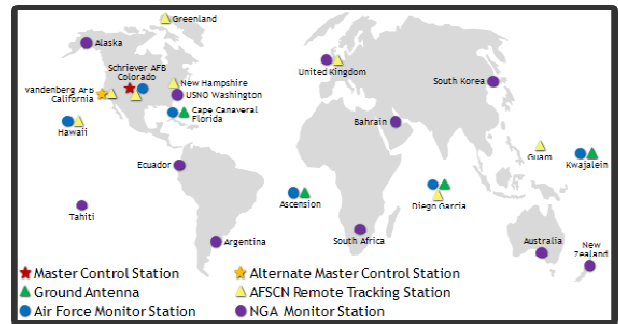 Greenland
Alaska
Schriever AFB
Colorado
Vandenberg AFB
California
New Hampshire
USNO Washington
United Kingdom
South Korea
Cape Canaveral
Florida
Hawaii
Bahrain
Guam
Kwajalein
Ecuador
Ascension
Diego Garcia
Tahiti
Argentina
South Africa
Australia
New
Zealand
Master Control Station
Alternate Master Control Station
Ground Antenna
AFSCN Remote Tracking Station
Air Force Monitor Station
NGA Monitor Station